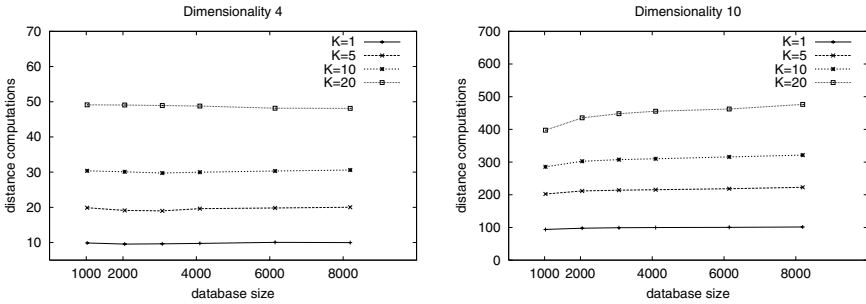 Dimensionality 4
distance computations
70
60
50
40
30
20
10
K=1
K=5
K=10
K=20
1000 2000 4000 6000 8000
database size
Dimensionality 10
distance computations
700
600
500
400
300
200
100
0
K=1
K=5
K=10
K=20
1000 2000 4000 6000 8000
database size